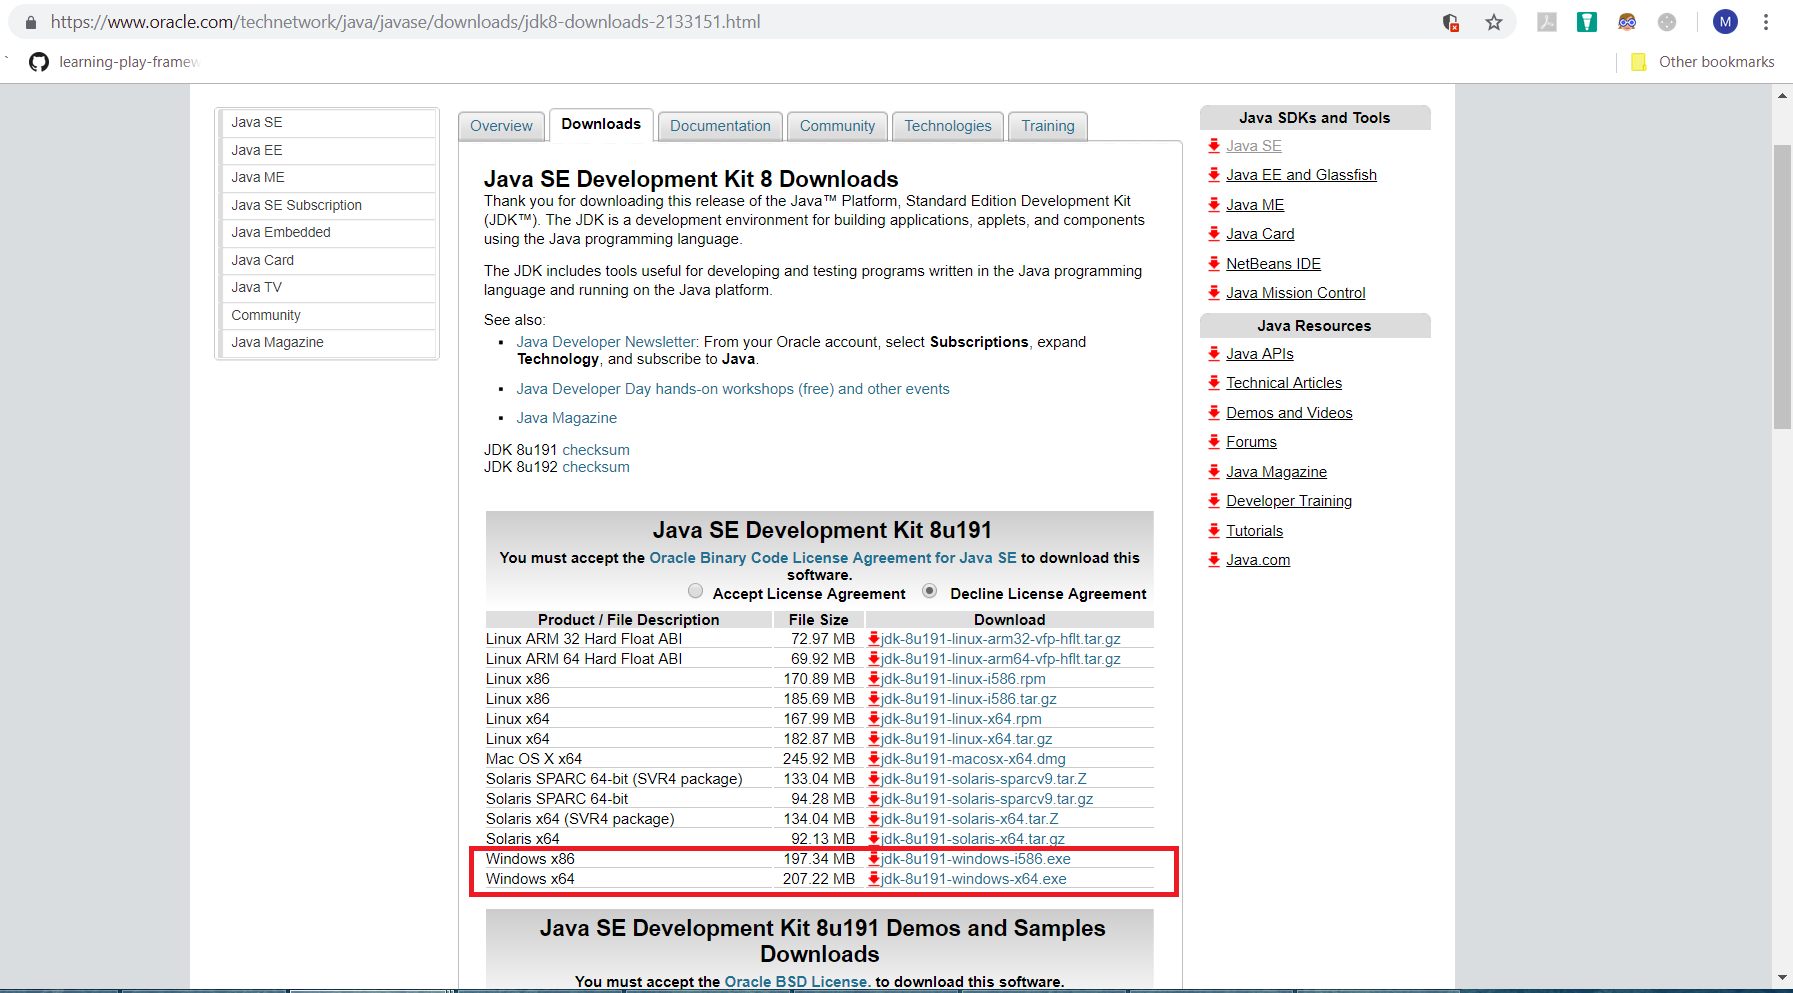 https://www.oracle.com/technetwork/java/javase/downloads/jdk8-downloads-2133151.html
M
learning-play-framew
Other bookmarks
Java SE
Java EE
Java ME
Java SE Subscription
Java Embedded
Java Card
Java TV
Community
Java Magazine
Overview
Downloads
Documentation
Community
Technologies
Training
Java SE Development Kit 8 Downloads
Thank you for downloading this release of the Java™ Platform, Standard Edition Development Kit
(JDK™). The JDK is a development environment for building applications, applets, and components
using the Java programming language.
The JDK includes tools useful for developing and testing programs written in the Java programming
language and running on the Java platform.
See also:
Java Developer Newsletter: From your Oracle account, select Subscriptions, expand
Technology, and subscribe to Java.
Java Developer Day hands-on workshops (free) and other events
Java Magazine
JDK 8u191 checksum
JDK 8u192 checksum
Java SE Development Kit 8u191
You must accept the Oracle Binary Code License Agreement for Java SE to download this
software.
Accept License Agreement Decline License Agreement
Product / File Description File Size Download
Linux ARM 32 Hard Float ABI 72.97 MB jdk-8u191-linux-arm32-vfp-hflt.tar.gz
Linux ARM 64 Hard Float ABI 69.92 MB jdk-8u191-linux-arm64-vfp-hflt.tar.gz
Linux x86 170.89 MB jdk-8u191-linux-i586.rpm
Linux x86 185.69 MB jdk-8u191-linux-i586.tar.gz
Linux x64 167.99 MB jdk-8u191-linux-x64.rpm
Linux x64 182.87 MB jdk-8u191-linux-x64.tar.gz
Mac OS X x64 245.92 MB jdk-8u191-macosx-x64.dmg
Solaris SPARC 64-bit (SVR4 package) 133.04 MB jdk-8u191-solaris-sparcv9.tar.Z
Solaris SPARC 64-bit 94.28 MB jdk-8u191-solaris-sparcv9.tar.gz
Solaris x64 (SVR4 package) 134.04 MB jdk-8u191-solaris-x64.tar.Z
Solaris x64 92.13 MB jdk-8u191-solaris-x64.tar.gz
Windows x86 197.34 MB jdk-8u191-windows-i586.exe
Windows x64 207.22 MB jdk-8u191-windows-x64.exe
Java SE Development Kit 8u191 Demos and Samples
Downloads
You must accept the Oracle BSD License. to download this software.
Java SDKs and Tools
Java SE
Java EE and Glassfish
Java ME
Java Card
NetBeans IDE
Java Mission Control
Java Resources
Java APIs
Technical Articles
Demos and Videos
Forums
Java Magazine
Developer Training
Tutorials
Java.com